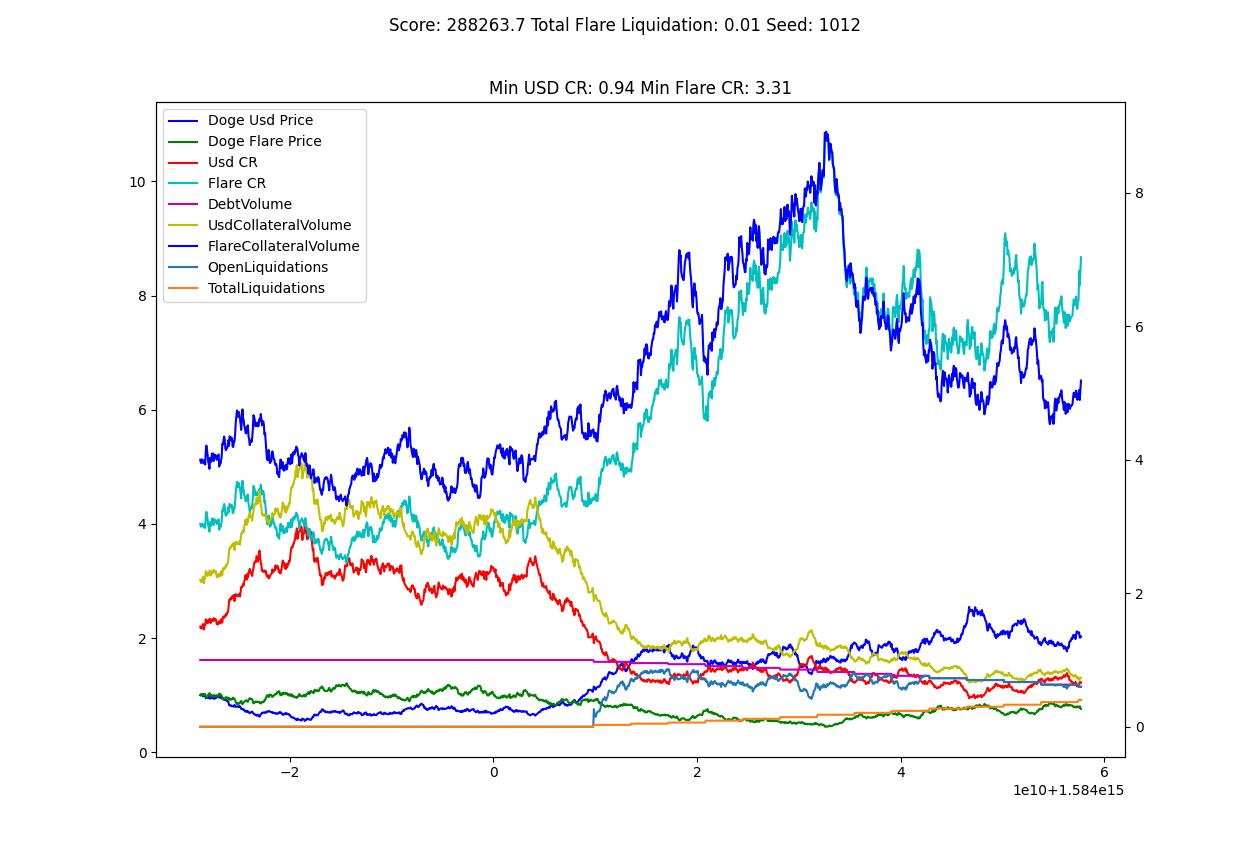 Score: 288263.7 Total Flare Liquidation: 0.01 Seed: 1012
Min USD CR: 0.94 Min Flare CR: 3.31
Doge Usd Price
Doge Flare Price
Usd CR
Flare CR
DebtVolume
UsdCollateralVolume
FlareCollateralVolume
OpenLiquidations
TotalLiquidations
10
8
6
4
2
0
8
6
4
2
0
−2 0 2 4 6
1e10+1.584e15